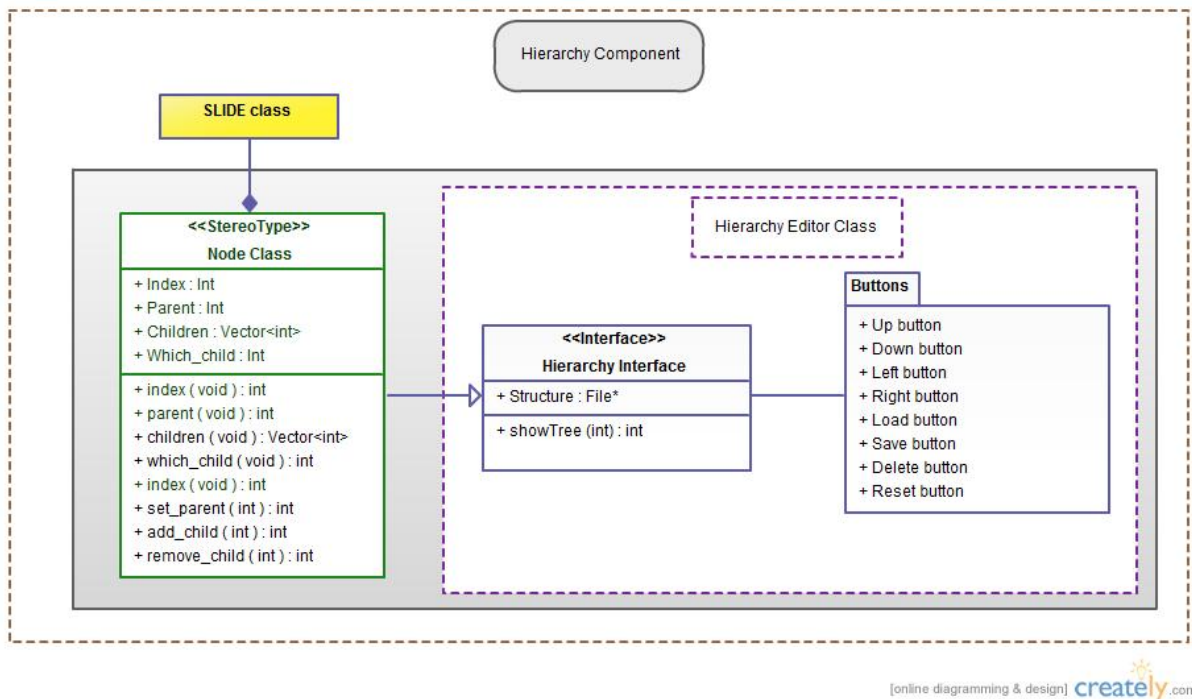 Hierarchy Component
SLIDE class
<<StereoType>>
Node Class
+ Index : Int
+ Parent : Int
+ Children : Vector<int>
+ Which_child : Int
+ index ( void ) : int
+ parent ( void ) : int
+ children ( void ) : Vector<int>
+ which_child ( void ) : int
+ index ( void ) : int
+ set_parent ( int ) : int
+ add_child ( int ) : int
+ remove_child ( int ) : int
Hierarchy Editor Class
<<Interface>>
Hierarchy Interface
+ Structure : File*
+ showTree (int) : int
Buttons
+ Up button
+ Down button
+ Left button
+ Right button
+ Load button
+ Save button
+ Delete button
+ Reset button
[online diagramming & design] creately.com